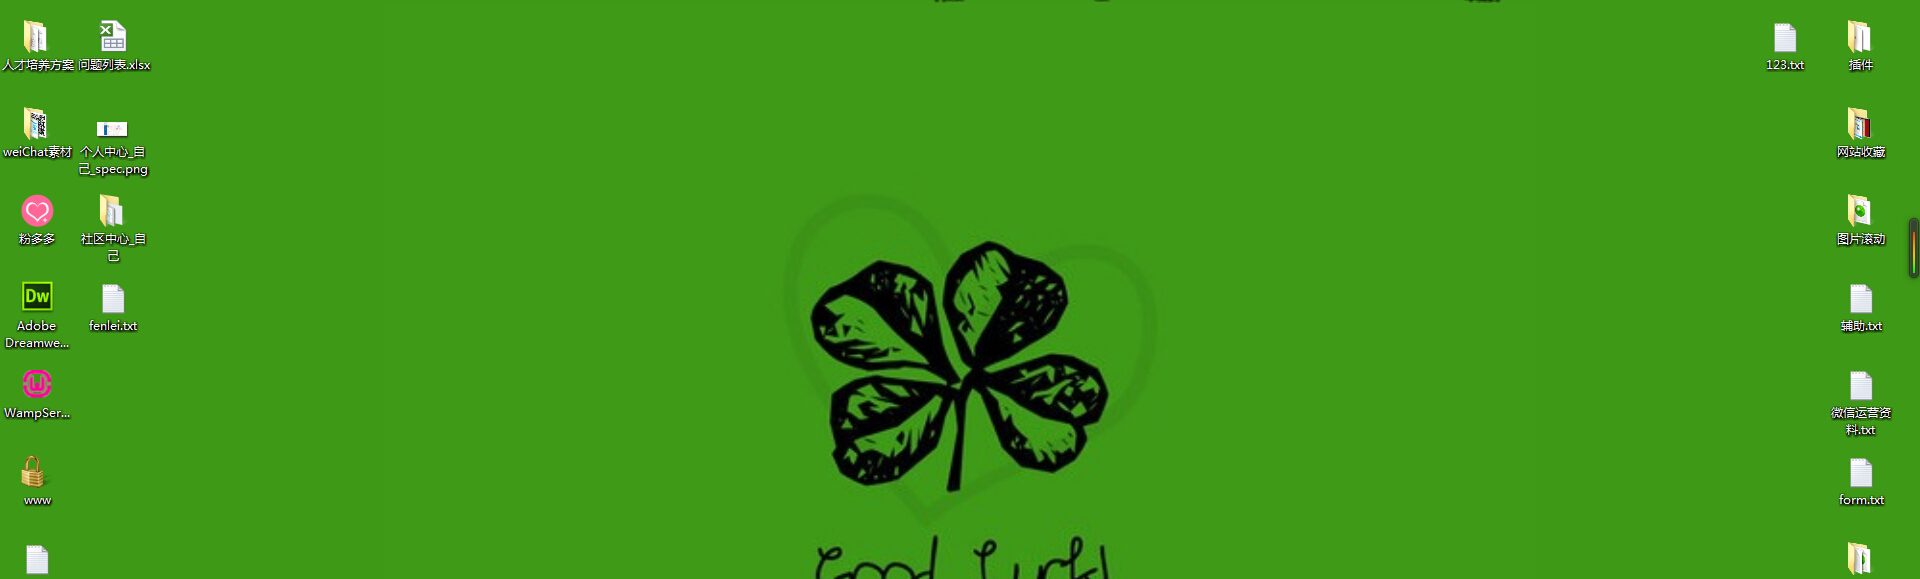 人才培养方案
问题列表.xlsx
123.txt
插件
weiChat素材
个人中心_自
己_spec.png
网站收藏
粉多多
社区中心_自
己
图片滚动
Dw
Adobe
Dreamwe...
fenlei.txt
辅助.txt
W
WampSer...
微信运营资
料.txt
www
form.txt
Good Luck!